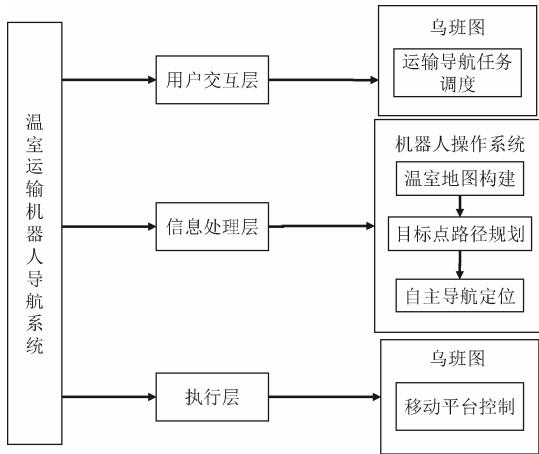 温室运输机器人导航系统
用户交互层
乌班图
运输导航任务
调度
信息处理层
机器人操作系统
温室地图构建
目标点路径规划
自主导航定位
执行层
乌班图
移动平台控制